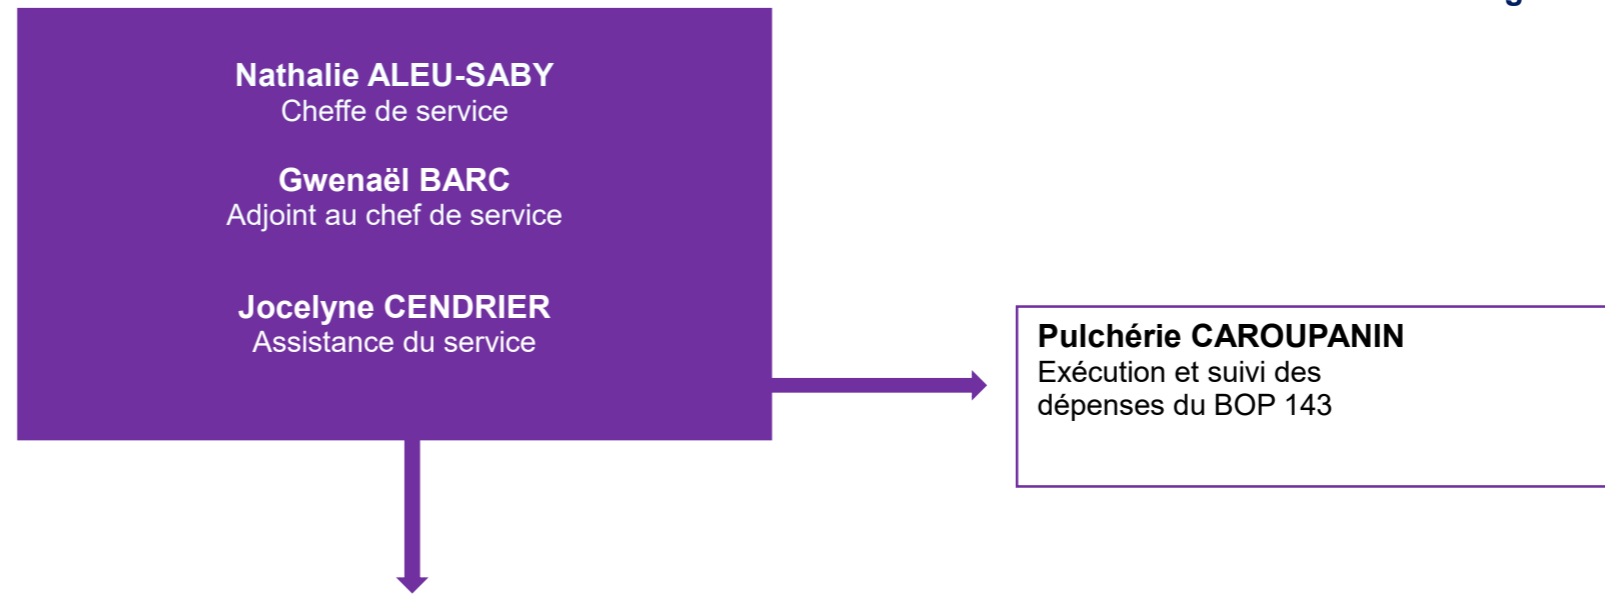 Nathalie ALEU-SABY
Cheffe de service
Gwenaël BARC
Adjoint au chef de service
Jocelyne CENDRIER
Assistance du service
Pulchérie CAROUPANIN
Exécution et suivi des
dépenses du BOP 143